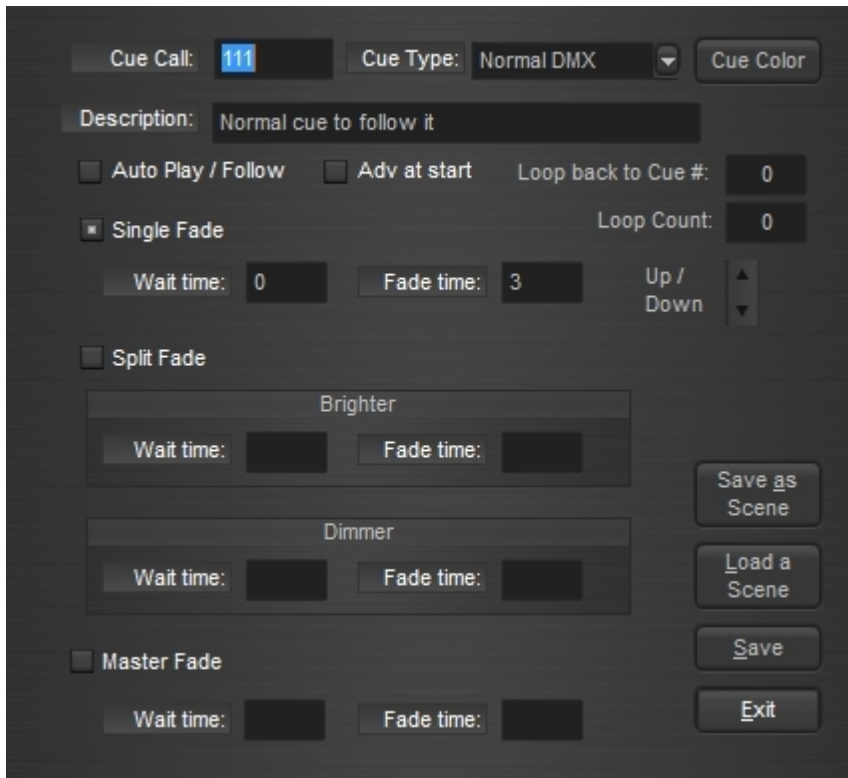 Cue Call: 111 Cue Type: Normal DMX Cue Color
Description: Normal cue to follow it
Auto Play / Follow Adv at start Loop back to Cue #: 0
Single Fade Loop Count: 0
Wait time: 0 Fade time: 3 Up /
Down
Split Fade
Brighter
Wait time: Fade time:
Save as
Scene
Dimmer
Wait time: Fade time:
Load a
Scene
Master Fade
Save
Wait time: Fade time:
Exit